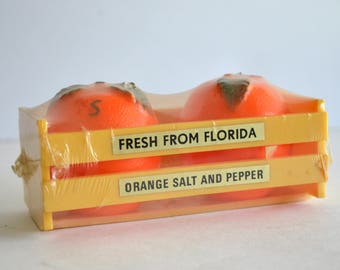 S
FRESH FROM FLORIDA
ORANGE SALT AND PEPPER